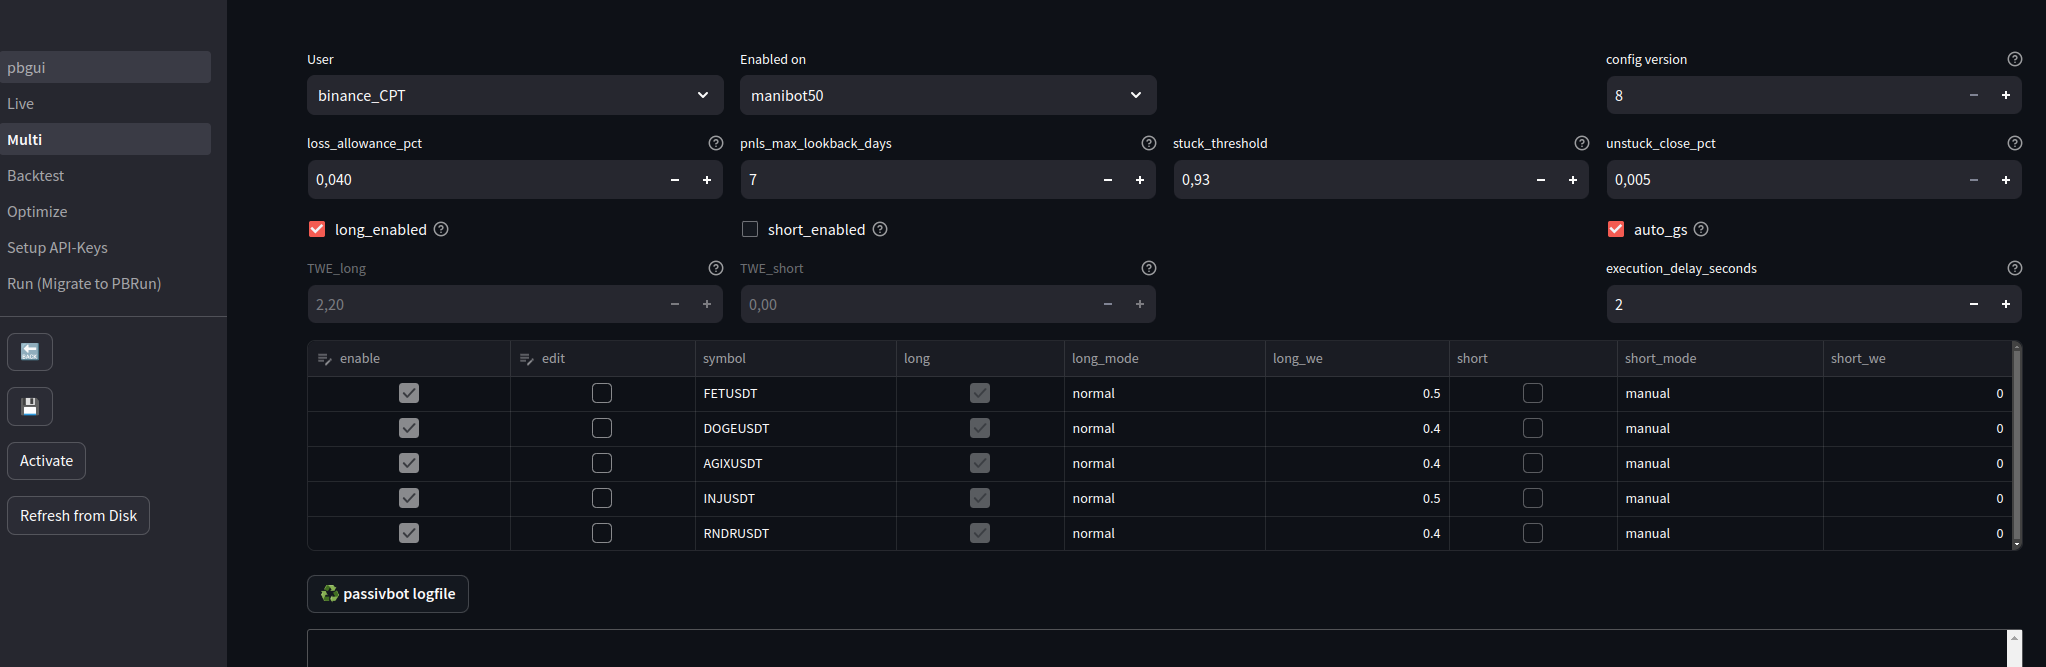 pbgui
Live
Multi
Backtest
Optimize
Setup API-Keys
Run (Migrate to PBRun)
BACK
Activate
Refresh from Disk
User
Enabled on
config version
binance_CPT
manibot50
8
loss_allowance_pct
pnls_max_lookback_days
stuck_threshold
unstuck_close_pct
0,040
7
0,93
0,005
long_enabled
short_enabled
auto_gs
TWE_long
TWE_short
execution_delay_seconds
2,20
0,00
2
enable edit symbol long long_mode long_we short short_mode short_we
FETUSDT normal 0.5 manual 0
DOGEUSDT normal 0.4 manual 0
AGIXUSDT normal 0.4 manual 0
INJUSDT normal 0.5 manual 0
RNDRUSDT normal 0.4 manual 0
passivbot logfile